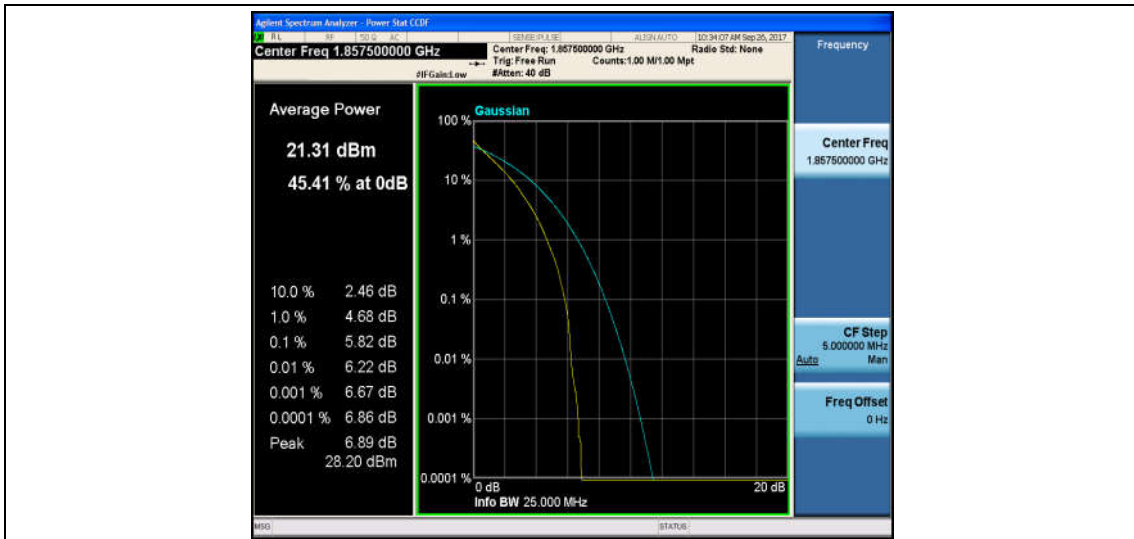 Agilent Spectrum Analyzer - Power Stat CCDF
RL RF 50 Ω AC SENSE:PULSE ALIGN AUTO 10:34:07 AM Sep 26, 2017
Center Freq 1.857500000 GHz
Center Freq: 1.857500000 GHz Radio Std: None
Trig: Free Run Counts:1.00 M/1.00 Mpt
#IFGain:Low #Atten: 40 dB
Frequency
Average Power
21.31 dBm
45.41 % at 0dB
10.0 % 2.46 dB
1.0 % 4.68 dB
0.1 % 5.82 dB
0.01 % 6.22 dB
0.001 % 6.67 dB
0.0001 % 6.86 dB
Peak 6.89 dB
28.20 dBm
Gaussian
100 %
10 %
1 %
0.1 %
0.01 %
0.001 %
0.0001 %
0 dB 20 dB
Info BW 25.000 MHz
Center Freq
1.857500000 GHz
CF Step
5.000000 MHz
Auto Man
Freq Offset
0 Hz
MSG STATUS